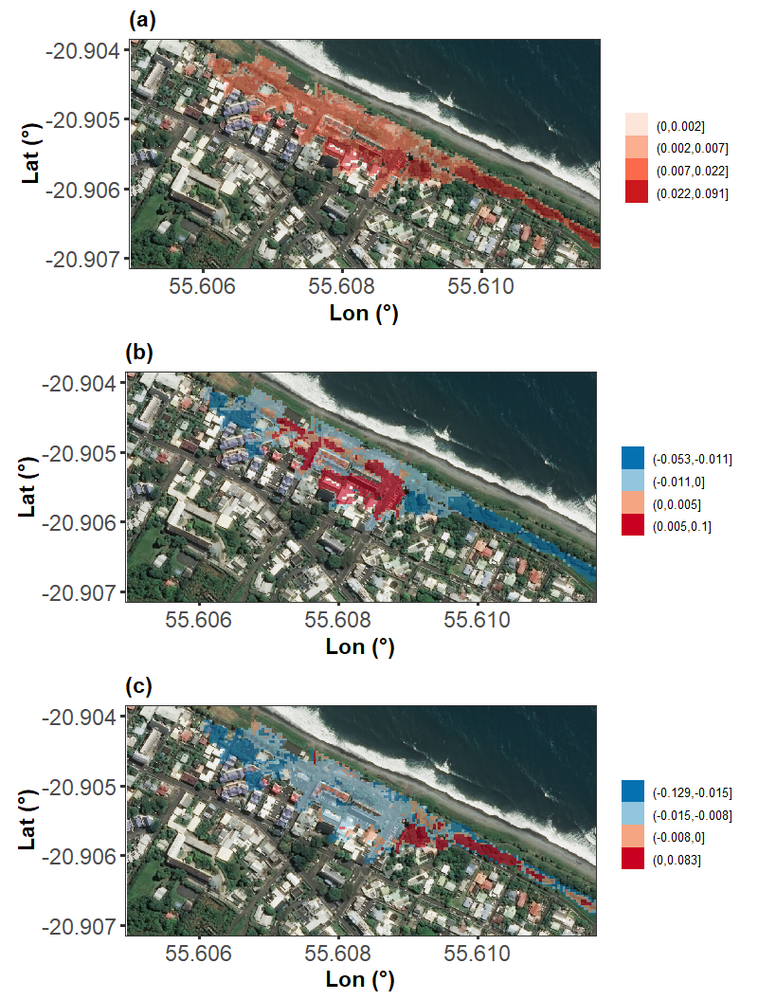 (a)
-20.904
-20.905
-20.906
-20.907
Lat (°)
55.606 55.608 55.610
Lon (°)
(0,0.002]
(0.002,0.007]
(0.007,0.022]
(0.022,0.091]
(b)
-20.904
-20.905
-20.906
-20.907
Lat (°)
55.606 55.608 55.610
Lon (°)
(-0.053,-0.011]
(-0.011,0]
(0,0.005]
(0.005,0.1]
(c)
-20.904
-20.905
-20.906
-20.907
Lat (°)
55.606 55.608 55.610
Lon (°)
(-0.129,-0.015]
(-0.015,-0.008]
(-0.008,0]
(0,0.083]